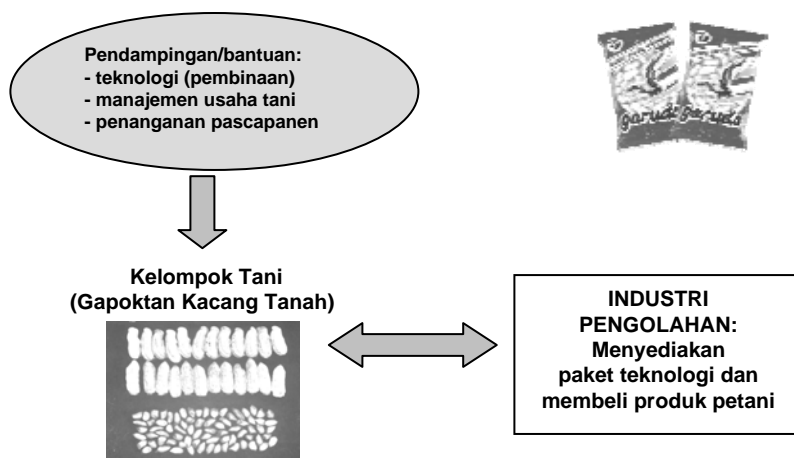 Pendampingan/bantuan:
- teknologi (pembinaan)
- manajemen usaha tani
- penanganan pascapanen
garuda
Kelompok Tani
(Gapoktan Kacang Tanah)
INDUSTRI
PENGOLAHAN:
Menyediakan
paket teknologi dan
membeli produk petani